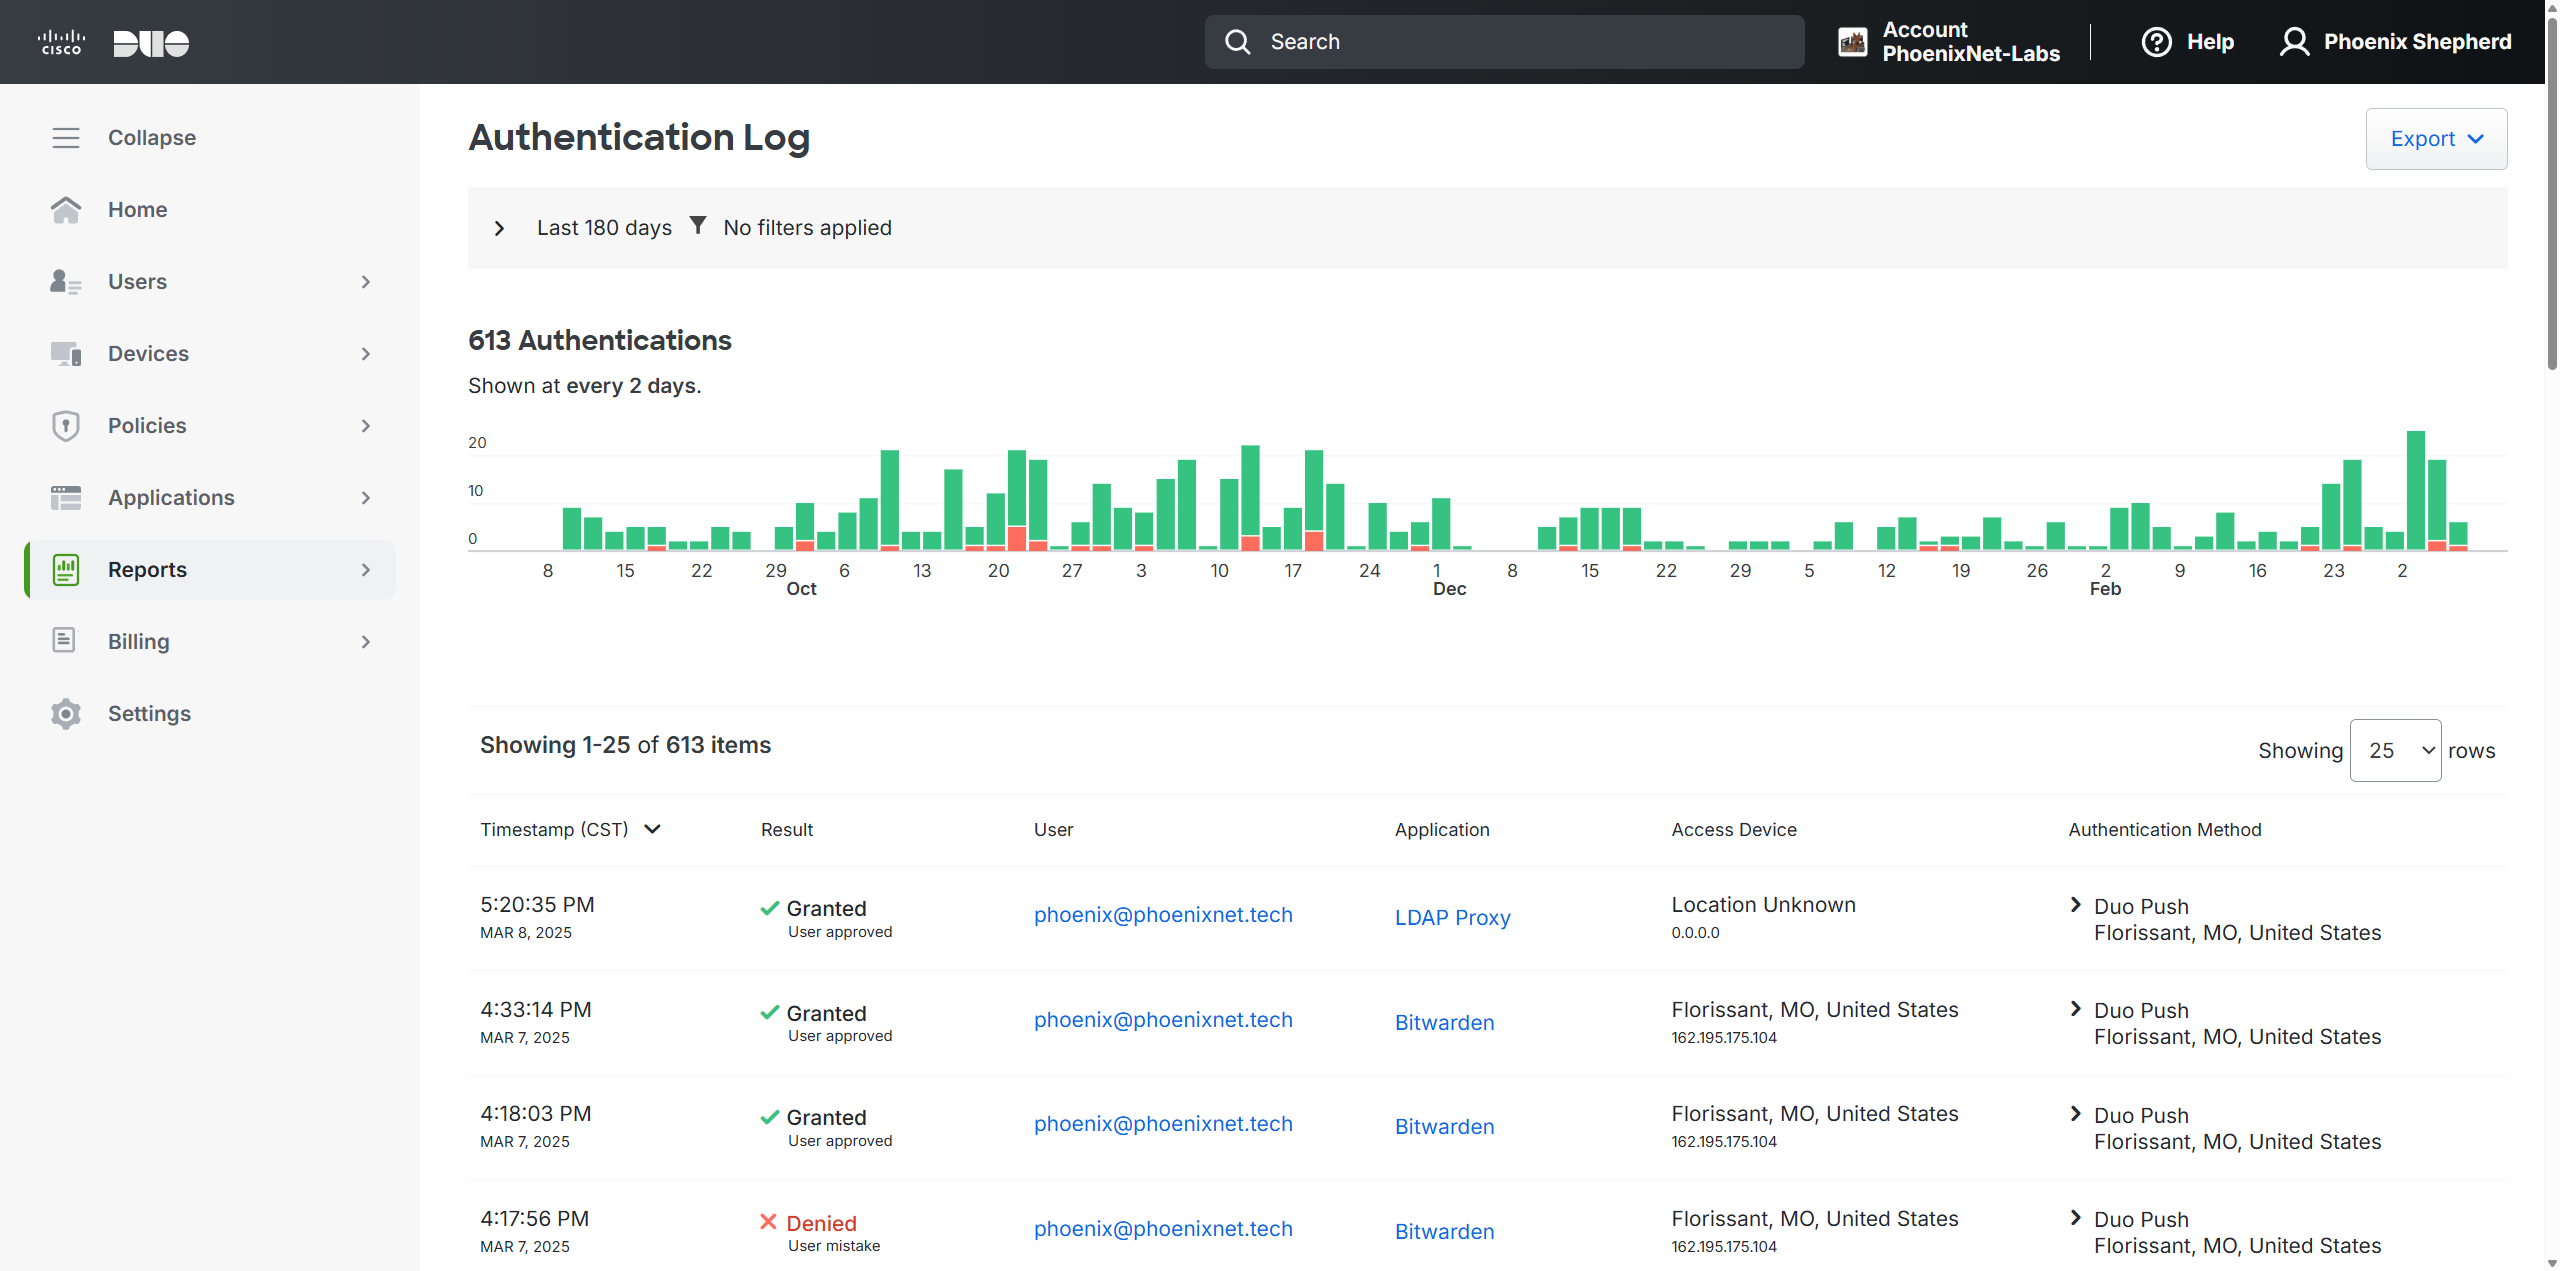 CISCO DUO
Search
Account
PhoenixNet-Labs
Help
Phoenix Shepherd
Collapse
Home
Users
Devices
Policies
Applications
Reports
Billing
Settings
Authentication Log
Export
Last 180 days No filters applied
613 Authentications
Shown at every 2 days.
20
10
0
8 15 22 29 6 13 20 27 3 10 17 24 1 8 15 22 29 5 12 19 26 2 9 16 23 2
Oct Dec Feb
Showing 1-25 of 613 items
Showing 25 rows
Timestamp (CST) Result User Application Access Device Authentication Method
5:20:35 PM Granted phoenix@phoenixnet.tech LDAP Proxy Location Unknown Duo Push
MAR 8, 2025 User approved 0.0.0.0 Florissant, MO, United States
4:33:14 PM Granted phoenix@phoenixnet.tech Bitwarden Florissant, MO, United States Duo Push
MAR 7, 2025 User approved 162.195.175.104 Florissant, MO, United States
4:18:03 PM Granted phoenix@phoenixnet.tech Bitwarden Florissant, MO, United States Duo Push
MAR 7, 2025 User approved 162.195.175.104 Florissant, MO, United States
4:17:56 PM Denied phoenix@phoenixnet.tech Bitwarden Florissant, MO, United States Duo Push
MAR 7, 2025 User mistake 162.195.175.104 Florissant, MO, United States